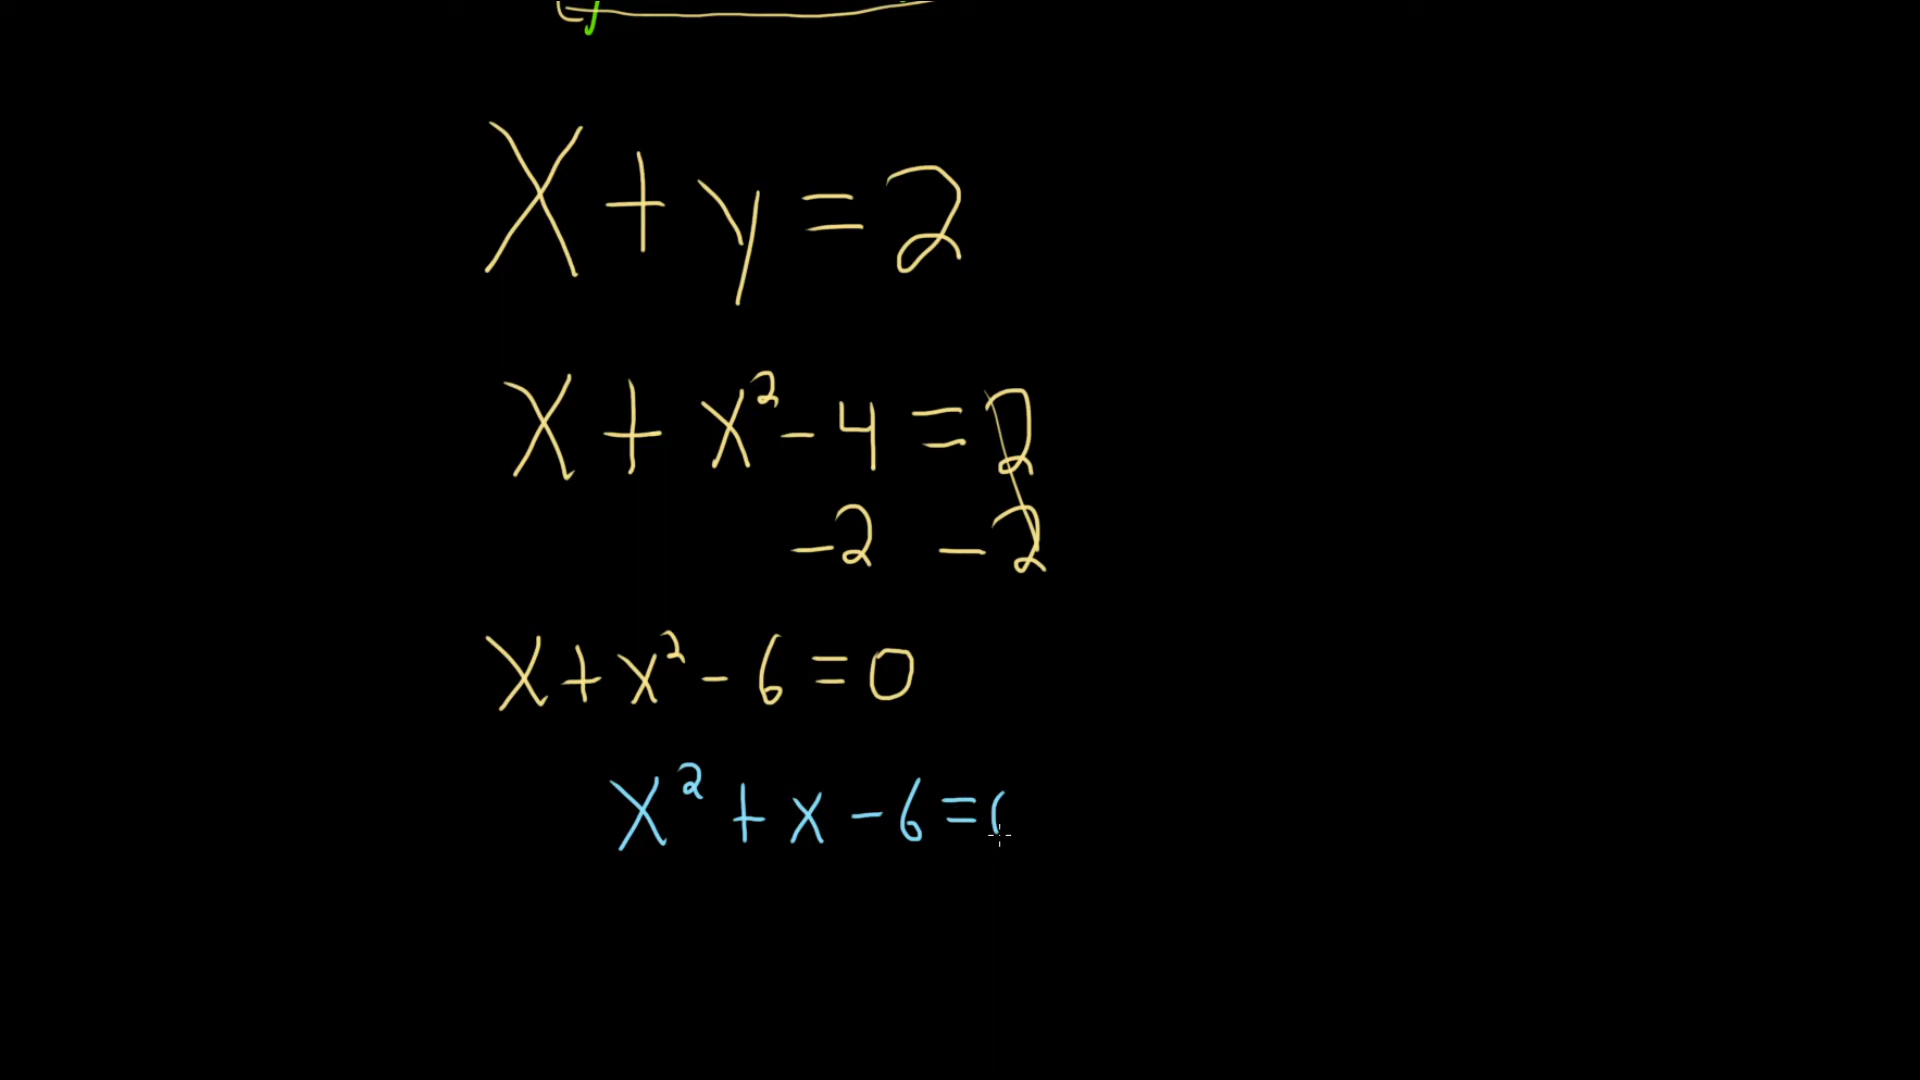 X + y = 2
X + x² - 4 = 2
-2 -2
X + x² - 6 = 0
X² + x - 6 =